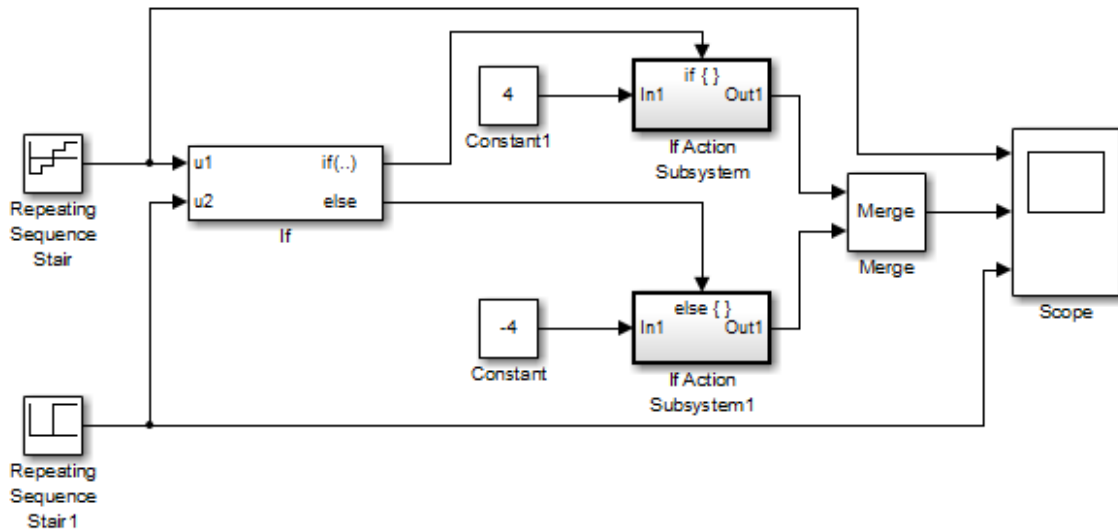 if { }
In1 Out1
4
Constant1
If Action
Subsystem
u1 if(..)
u2 else
If
Repeating
Sequence
Stair
Merge
Merge
Scope
else { }
In1 Out1
-4
Constant
If Action
Subsystem1
Repeating
Sequence
Stair1